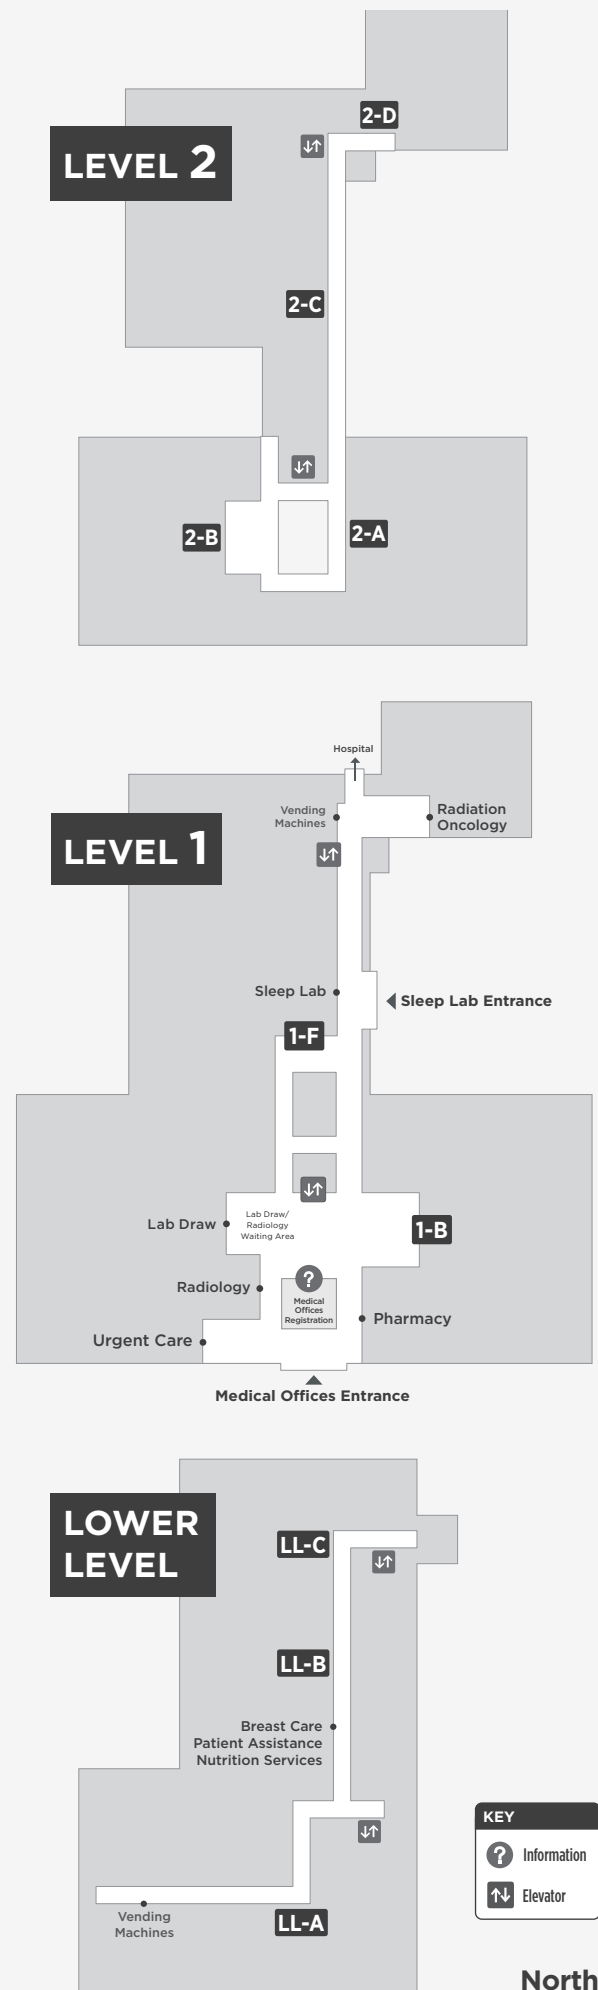 2-D
LEVEL 2
2-C
2-B
2-A
Hospital
Vending
Machines
Radiation
Oncology
LEVEL 1
Sleep Lab
Sleep Lab Entrance
1-F
Lab Draw
Lab Draw/
Radiology
Waiting Area
1-B
Radiology
?
Medical
Offices
Registration
Pharmacy
Urgent Care
Medical Offices Entrance
LOWER
LEVEL
LL-C
LL-B
Breast Care
Patient Assistance
Nutrition Services
Vending
Machines
LL-A
KEY
? Information
Elevator
North